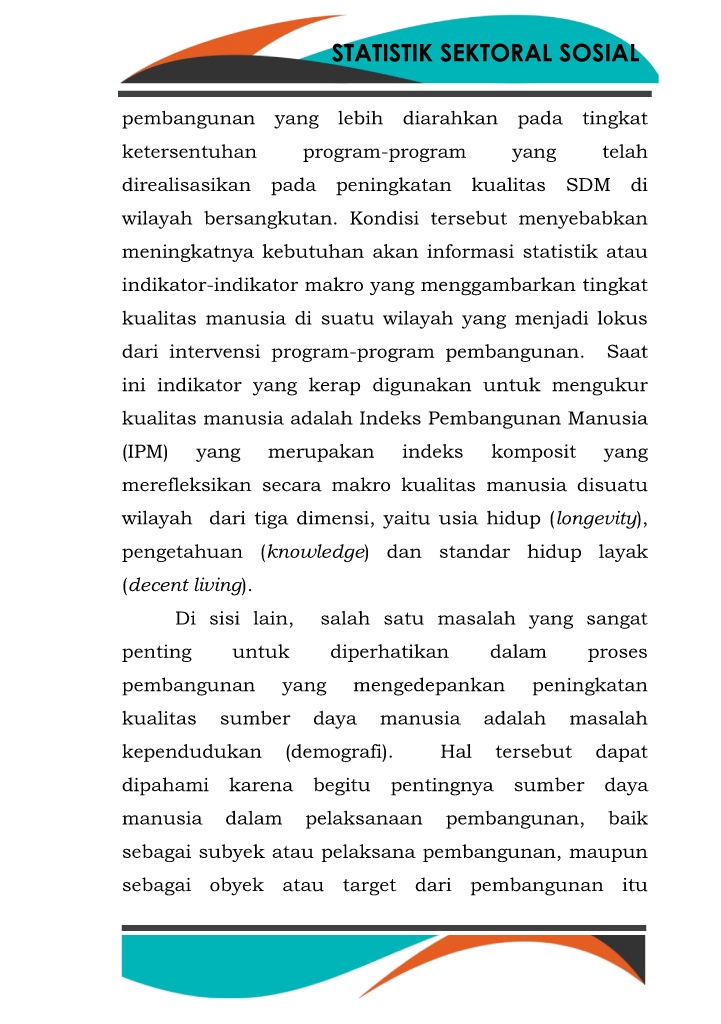 STATISTIK SEKTORAL SOSIAL
pembangunan yang lebih diarahkan pada tingkat
ketersentuhan program-program yang telah
direalisasikan pada peningkatan kualitas SDM di
wilayah bersangkutan. Kondisi tersebut menyebabkan
meningkatnya kebutuhan akan informasi statistik atau
indikator-indikator makro yang menggambarkan tingkat
kualitas manusia di suatu wilayah yang menjadi lokus
dari intervensi program-program pembangunan. Saat
ini indikator yang kerap digunakan untuk mengukur
kualitas manusia adalah Indeks Pembangunan Manusia
(IPM) yang merupakan indeks komposit yang
merefleksikan secara makro kualitas manusia disuatu
wilayah dari tiga dimensi, yaitu usia hidup (longevity),
pengetahuan (knowledge) dan standar hidup layak
(decent living).
Di sisi lain, salah satu masalah yang sangat
penting untuk diperhatikan dalam proses
pembangunan yang mengedepankan peningkatan
kualitas sumber daya manusia adalah masalah
kependudukan (demografi). Hal tersebut dapat
dipahami karena begitu pentingnya sumber daya
manusia dalam pelaksanaan pembangunan, baik
sebagai subyek atau pelaksana pembangunan, maupun
sebagai obyek atau target dari pembangunan itu